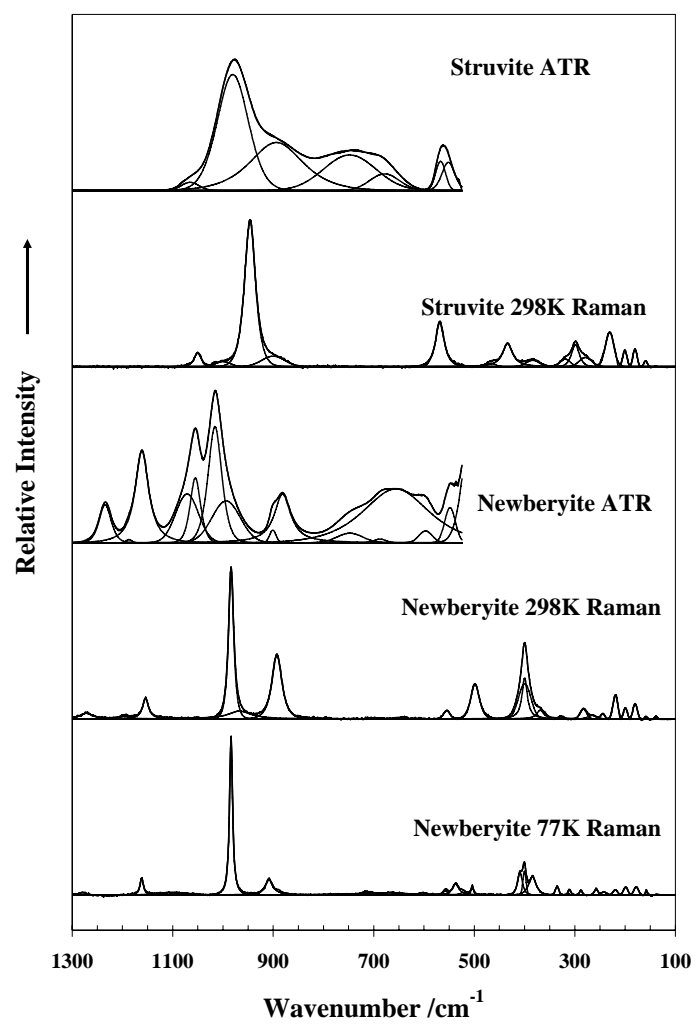 Struvite ATR
Struvite 298K Raman
Newberyite ATR
Newberyite 298K Raman
Newberyite 77K Raman
Relative Intensity
1300 1100 900 700 500 300 100
Wavenumber /cm-1